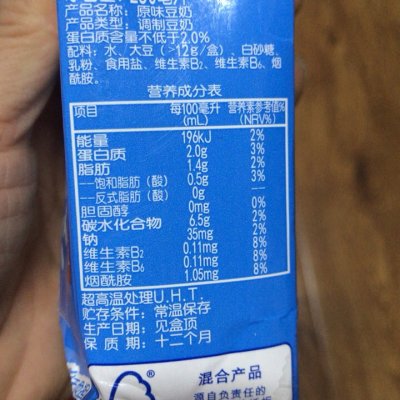 产品名称：原味豆奶
产品类型：调制豆奶
蛋白质含量不低于2.0%
配料：水、大豆（>12g/盒）、白砂糖、
乳粉、食用盐、维生素B₂、维生素B₆、烟
酰胺。
营养成分表
项目 每100毫升(mL) 营养素参考值%(NRV%)
能量 196kJ 2%
蛋白质 2.0g 3%
脂肪 1.4g 2%
--饱和脂肪（酸） 0.5g 3%
--反式脂肪（酸） 0g
胆固醇 0mg 0%
碳水化合物 6.5g 2%
钠 35mg 2%
维生素B₂ 0.11mg 8%
维生素B₆ 0.11mg 8%
烟酰胺 1.05mg 8%
超高温处理U.H.T.
贮存条件：常温保存
生产日期：见盒顶
保 质 期：十二个月
混合产品
源自负责任的